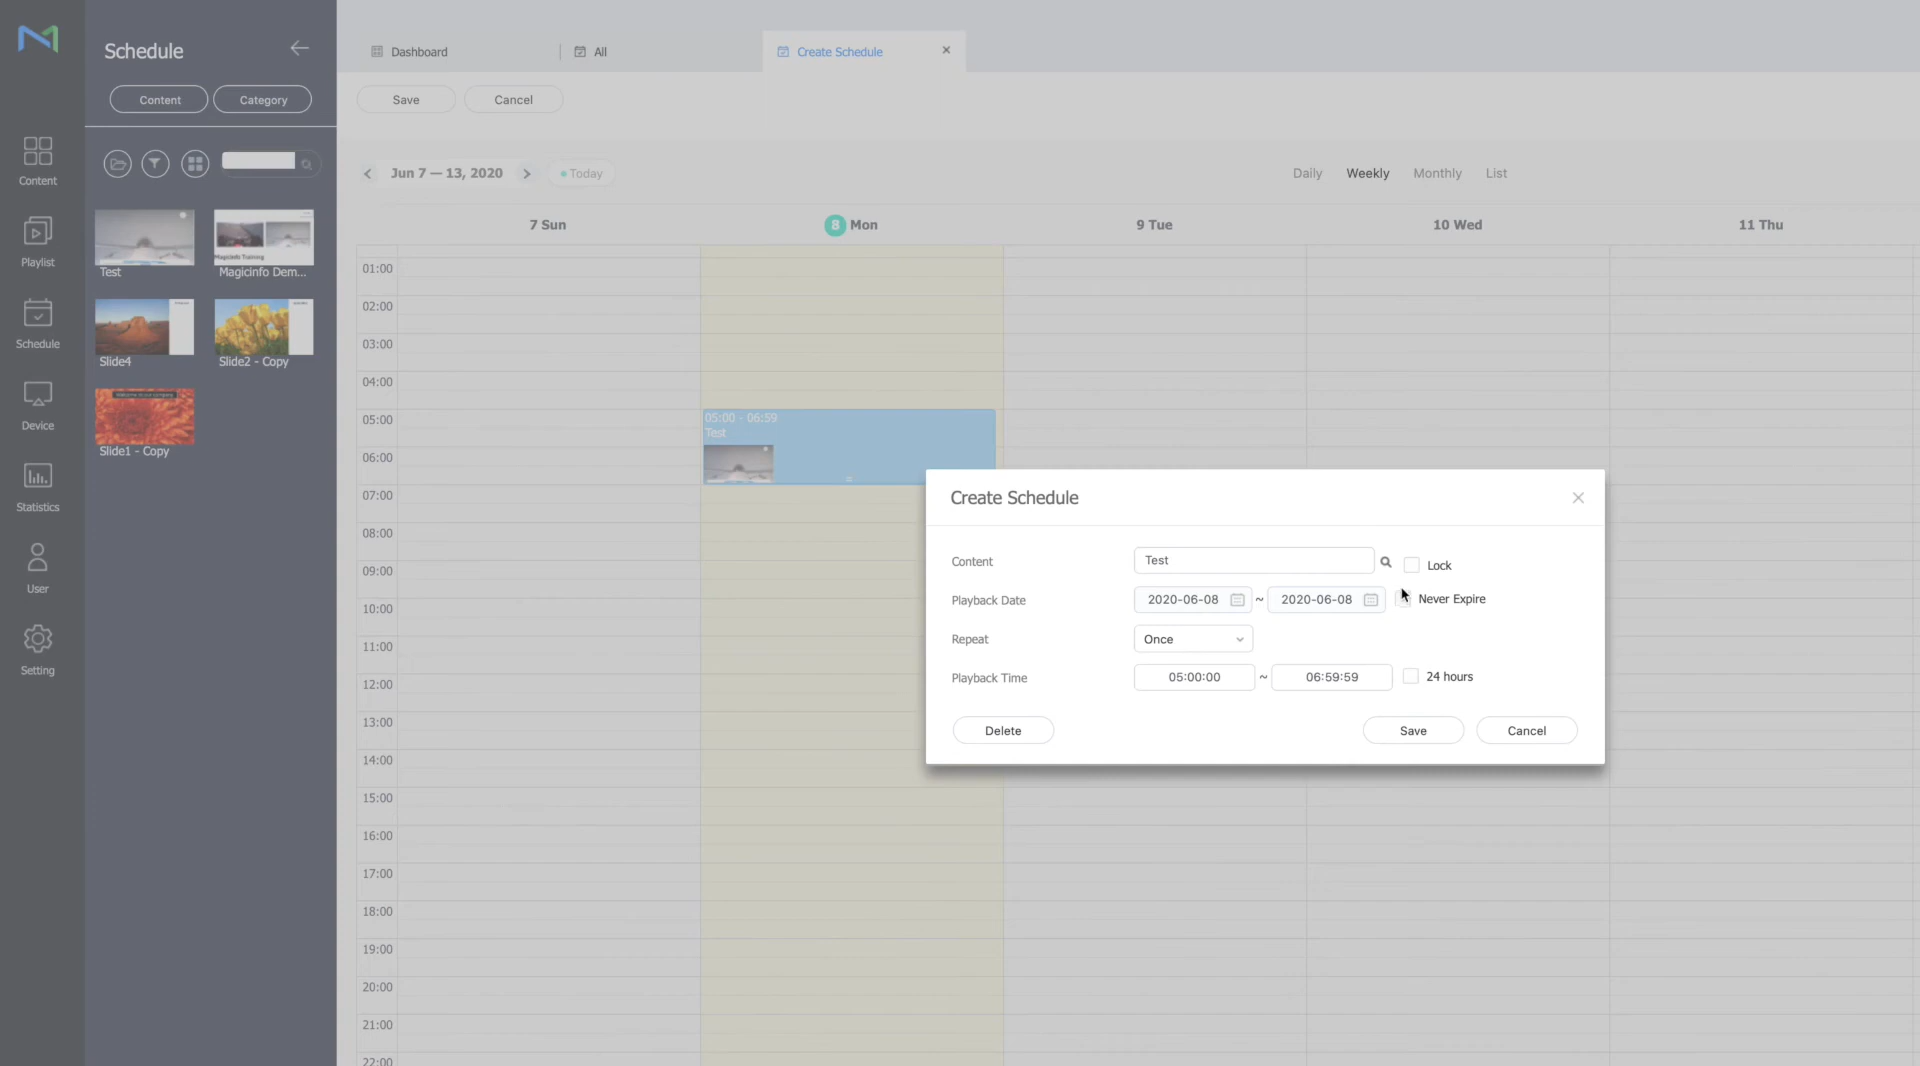 Schedule
Content
Category
Content
Playlist
Schedule
Device
Statistics
User
Setting
Test
Magicinfo Dem...
Slide4
Slide2 - Copy
Slide1 - Copy
Dashboard
All
Create Schedule
Save
Cancel
Jun 7 — 13, 2020
Today
Daily
Weekly
Monthly
List
7 Sun
8 Mon
9 Tue
10 Wed
11 Thu
01:00
02:00
03:00
04:00
05:00
06:00
07:00
08:00
09:00
10:00
11:00
12:00
13:00
14:00
15:00
16:00
17:00
18:00
19:00
20:00
21:00
22:00
05:00 - 06:59
Test
Create Schedule
Content
Test
Lock
Playback Date
2020-06-08 ~ 2020-06-08
Never Expire
Repeat
Once
Playback Time
05:00:00 ~ 06:59:59
24 hours
Delete
Save
Cancel